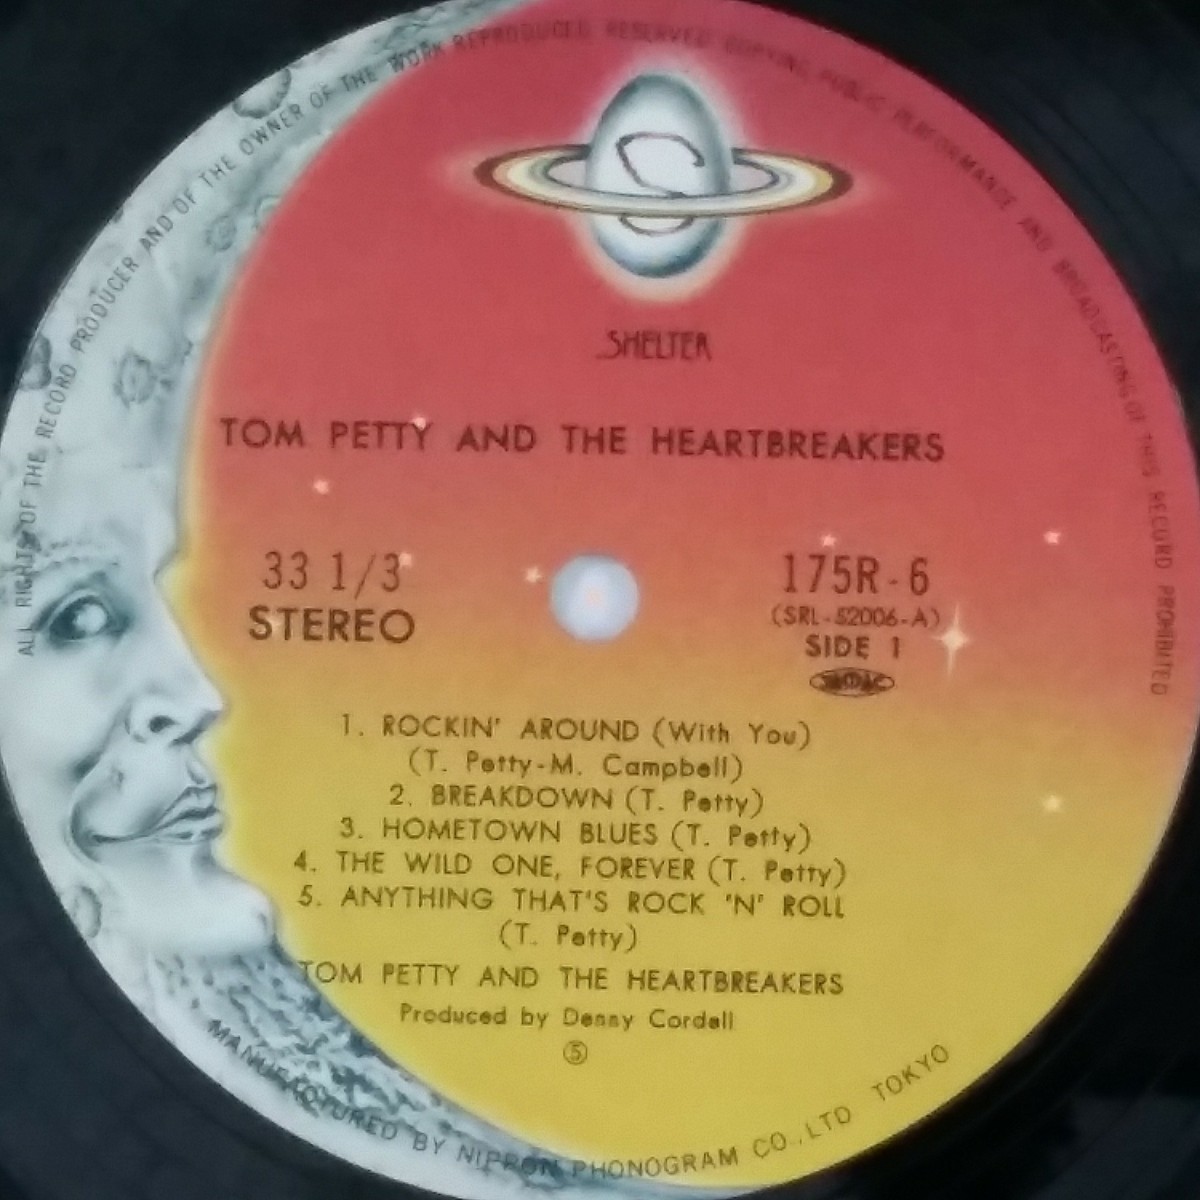 ALL RIGHTS OF THE RECORD PRODUCER AND OF THE OWNER OF THE WORK REPRODUCED RESERVED COPYING, PUBLIC PERFORMANCE AND BROADCASTING OF THIS RECORD PROHIBITED
S
SHELTER
TOM PETTY AND THE HEARTBREAKERS
33 1/3
STEREO
175R-6
(SRL-52006-A)
SIDE 1
1. ROCKIN' AROUND (With You)
(T. Petty-M. Campbell)
2. BREAKDOWN (T. Petty)
3. HOMETOWN BLUES (T. Petty)
4. THE WILD ONE, FOREVER (T. Petty)
5. ANYTHING THAT'S ROCK 'N' ROLL
(T. Petty)
TOM PETTY AND THE HEARTBREAKERS
Produced by Denny Cordell
Ⓢ
MANUFACTURED BY NIPPON PHONOGRAM CO., LTD TOKYO